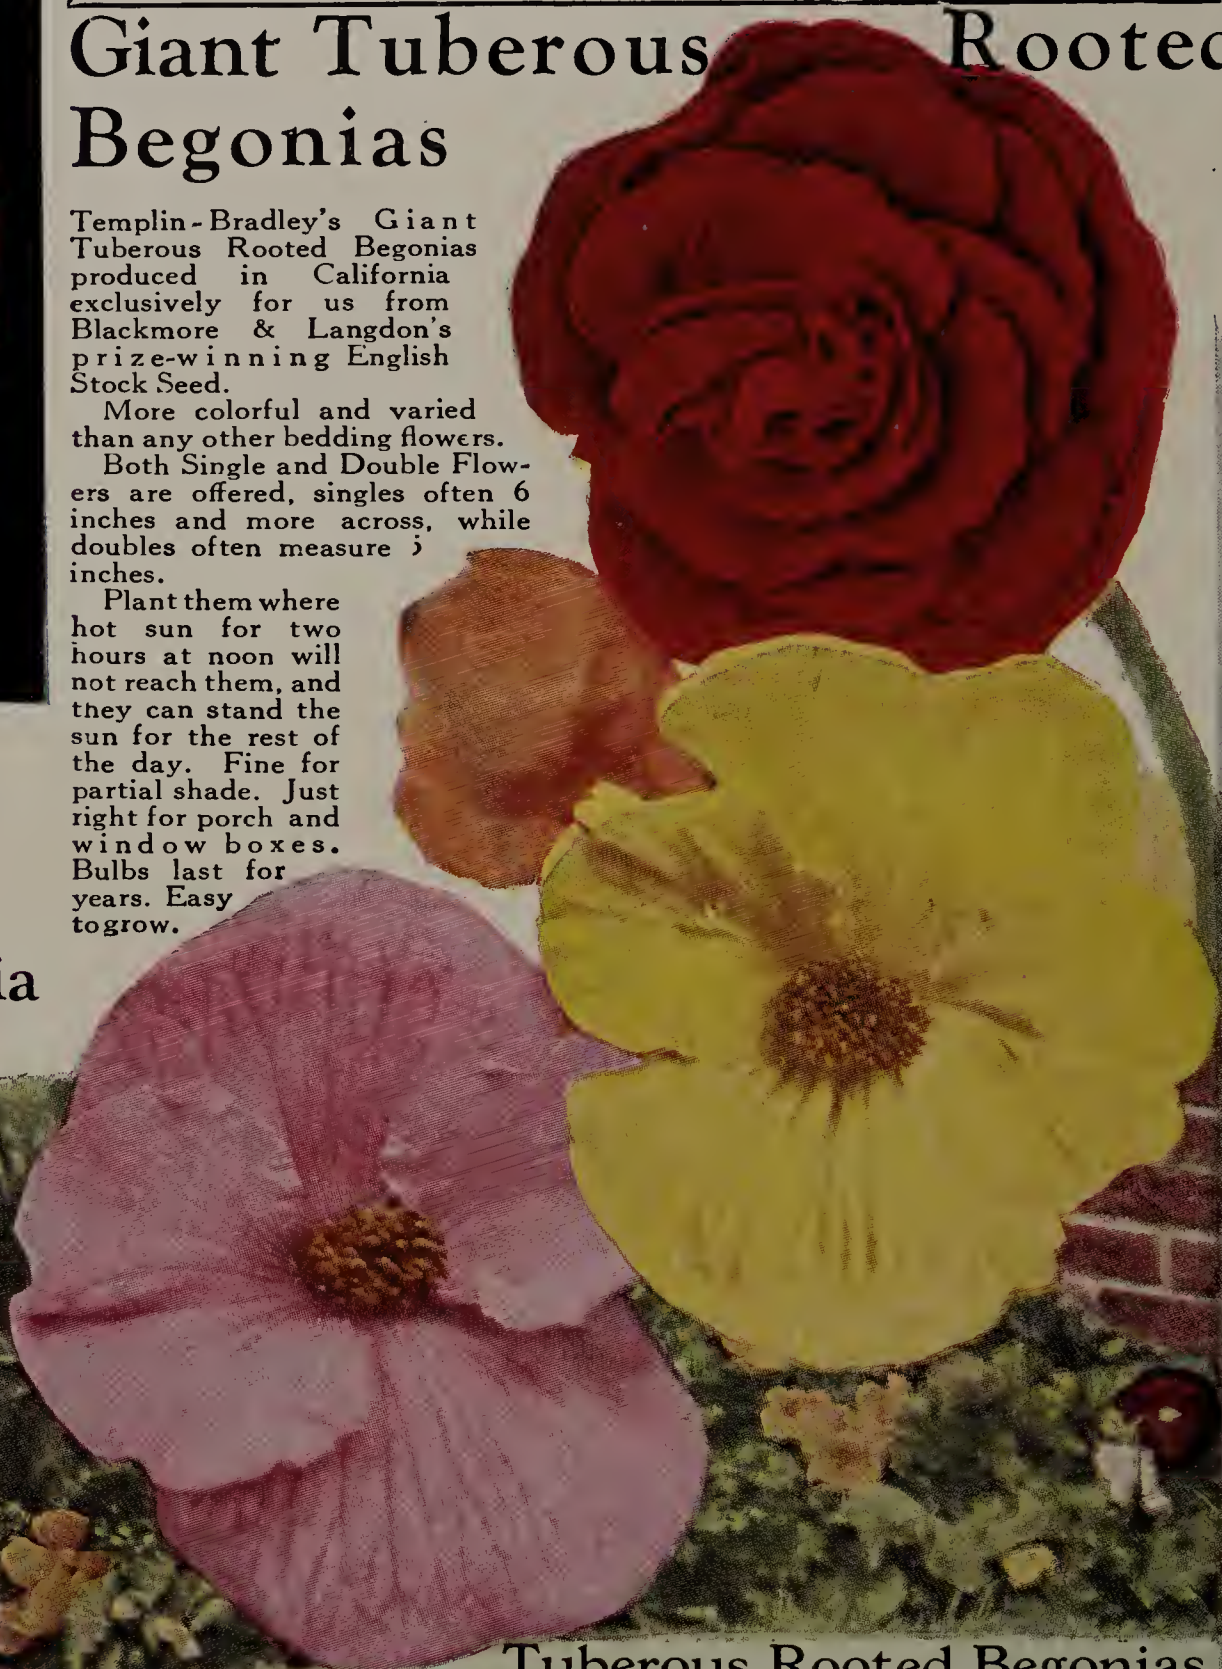 Giant Tuberous Rooted
Begonias
Templin-Bradley's Giant
Tuberous Rooted Begonias
produced in California
exclusively for us from
Blackmore & Langdon's
prize-winning English
Stock Seed.
More colorful and varied
than any other bedding flowers.
Both Single and Double Flow-
ers are offered, singles often 6
inches and more across, while
doubles often measure
inches.
Plant them where
hot sun for two
hours at noon will
not reach them, and
they can stand the
sun for the rest of
the day. Fine for
partial shade. Just
right for porch and
window boxes.
Bulbs last for
years. Easy
to grow.
ia
Tuberous Rooted Begonias